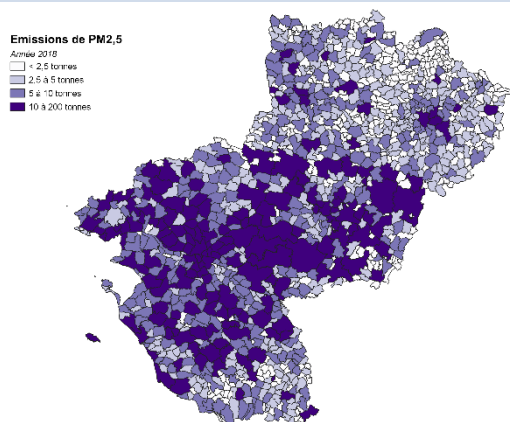 Emissions de PM2,5
Année 2018
< 2,5 tonnes
2,5 à 5 tonnes
5 à 10 tonnes
10 à 200 tonnes